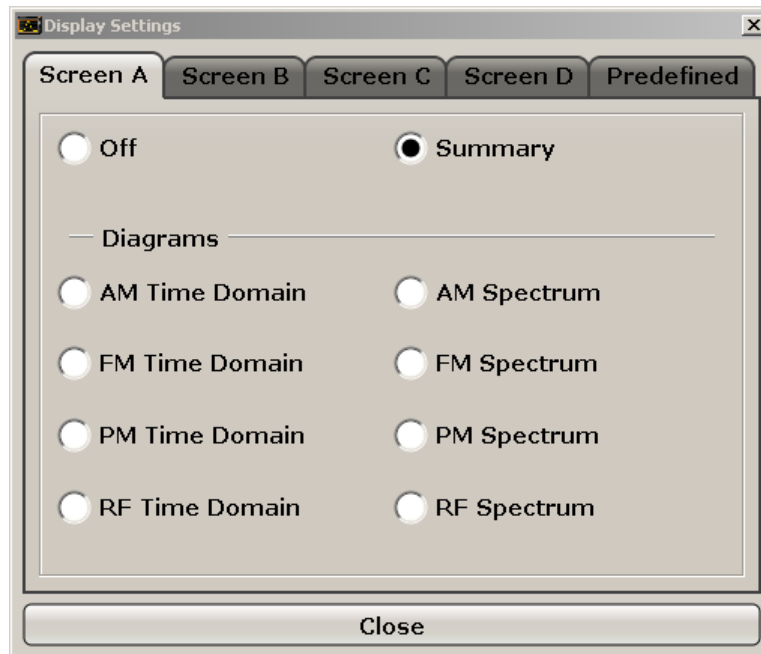 Display Settings
Screen A Screen B Screen C Screen D Predefined
Off Summary
Diagrams
AM Time Domain AM Spectrum
FM Time Domain FM Spectrum
PM Time Domain PM Spectrum
RF Time Domain RF Spectrum
Close